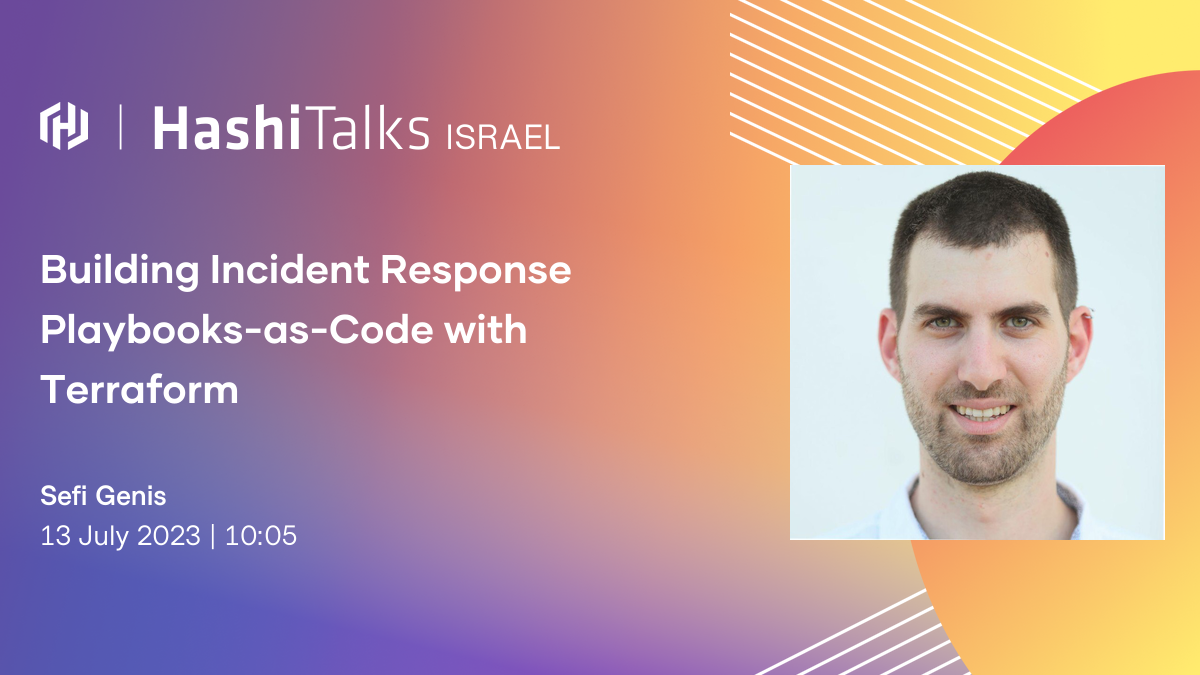 HashiTalks ISRAEL
Building Incident Response
Playbooks-as-Code with
Terraform
Sefi Genis
13 July 2023 | 10:05